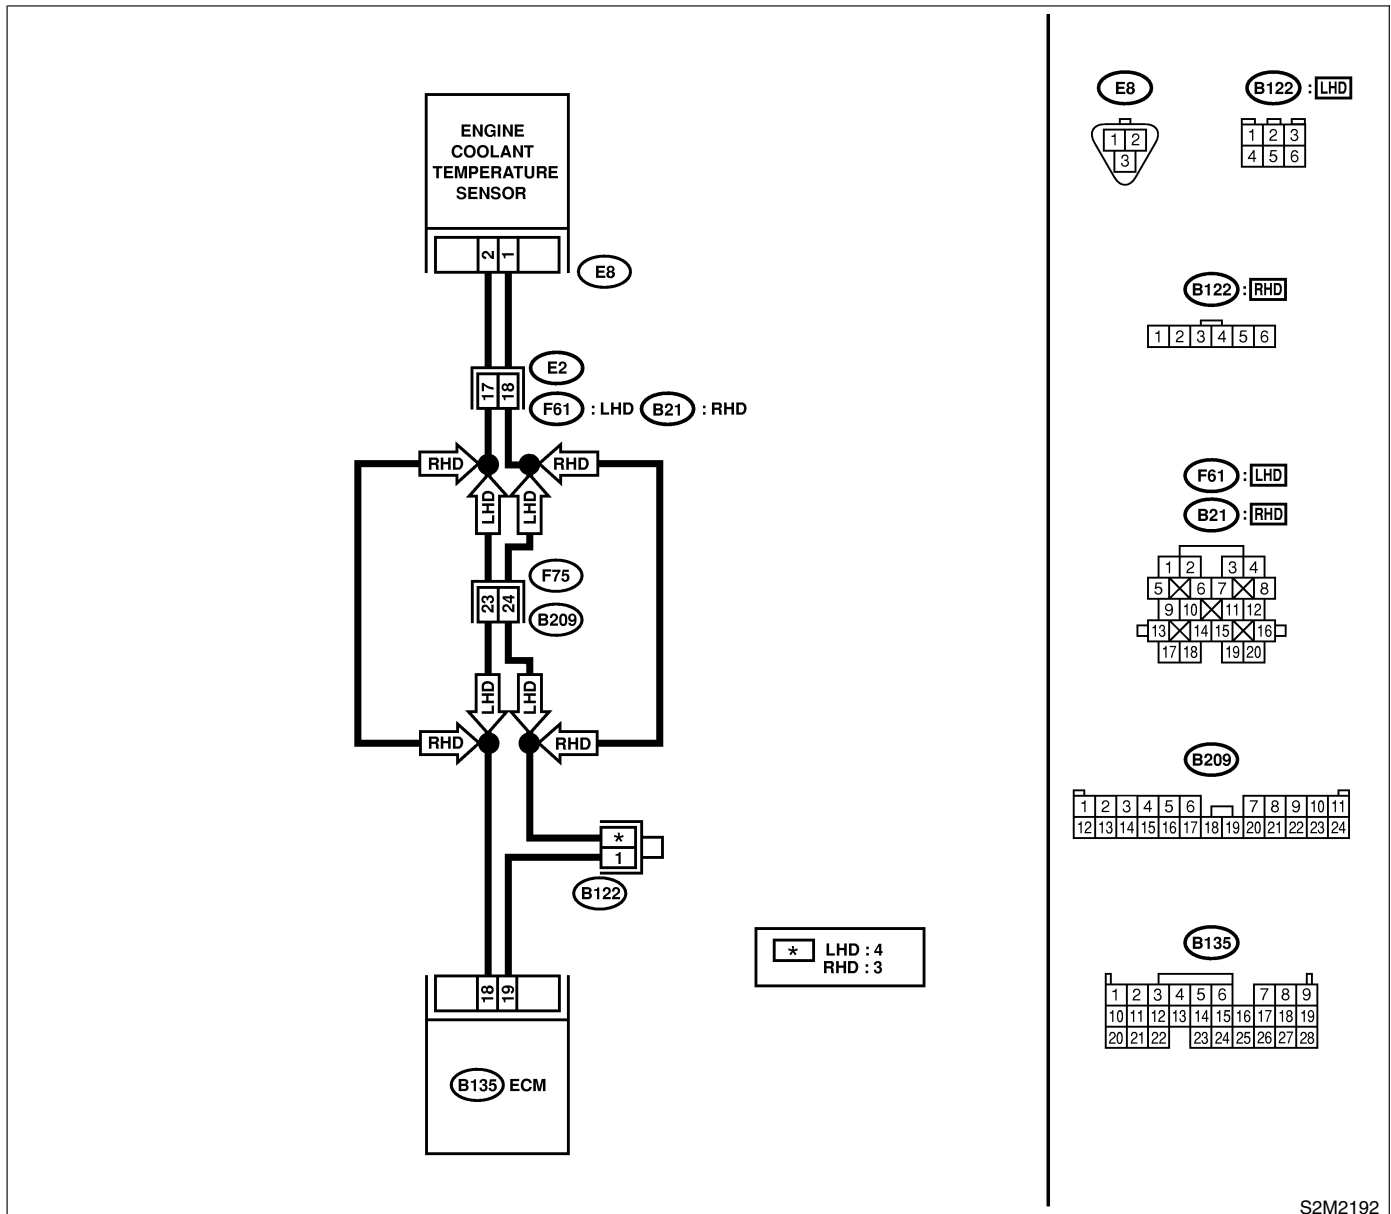 ENGINE
COOLANT
TEMPERATURE
SENSOR
2 1
E8
E2
17 18
F61 : LHD B21 : RHD
RHD RHD
LHD LHD
F75
23 24
B209
LHD LHD
RHD RHD
*
1
B122
* LHD : 4
RHD : 3
18 19
B135 ECM
E8
1 2
3
B122 : LHD
1 2 3
4 5 6
B122 : RHD
1 2 3 4 5 6
F61 : LHD
B21 : RHD
1 2 3 4
5 6 7 8
9 10 11 12
13 14 15 16
17 18 19 20
B209
1 2 3 4 5 6 7 8 9 10 11
12 13 14 15 16 17 18 19 20 21 22 23 24
B135
1 2 3 4 5 6 7 8 9
10 11 12 13 14 15 16 17 18 19
20 21 22 23 24 25 26 27 28
S2M2192